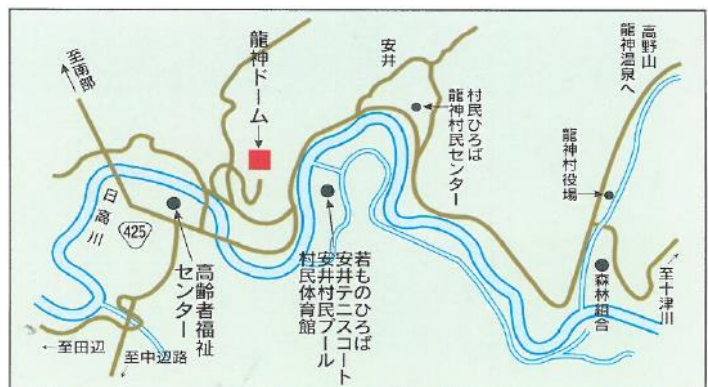 至南部
龍神ドーム
安井
村民ひろば
龍神村民センター
高野山
龍神温泉へ
龍神村役場
日高川
425
高齢者福祉
センター
若ものひろば
安井テニスコート
安井村民プール
村民体育館
森林組合
至十津川
至田辺
至中辺路